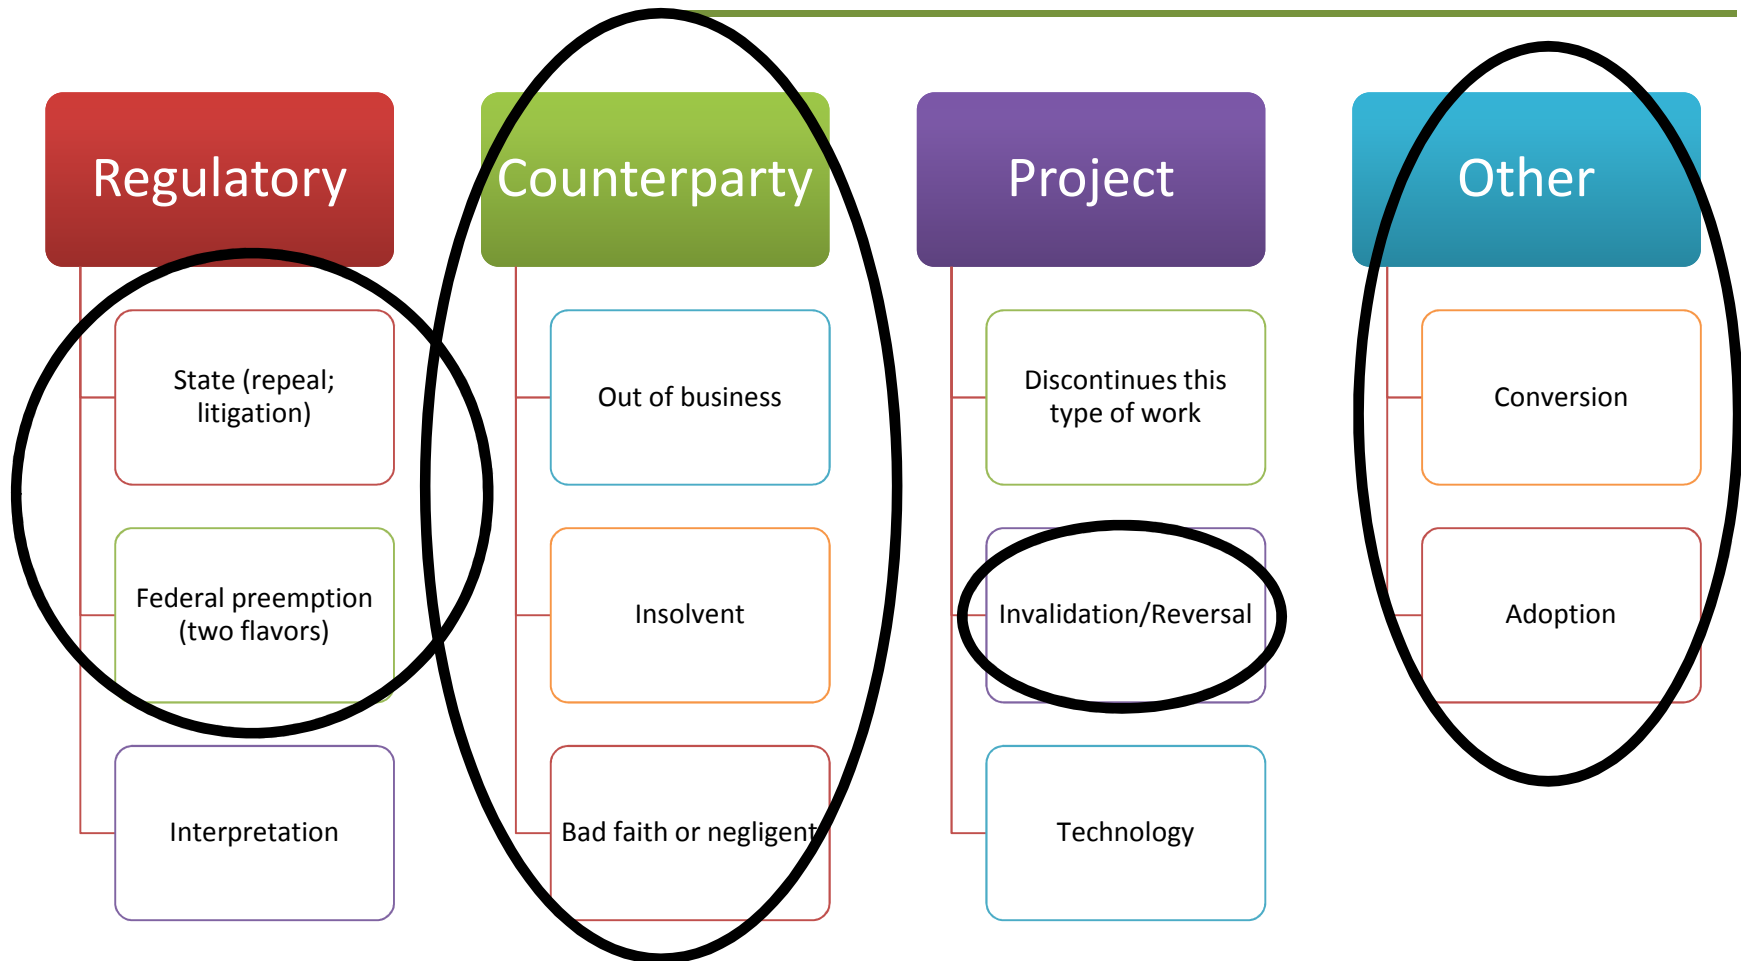 Regulatory
State (repeal;
litigation)
Federal preemption
(two flavors)
Interpretation
Counterparty
Out of business
Insolvent
Bad faith or negligent
Project
Discontinues this
type of work
Invalidation/Reversal
Technology
Other
Conversion
Adoption